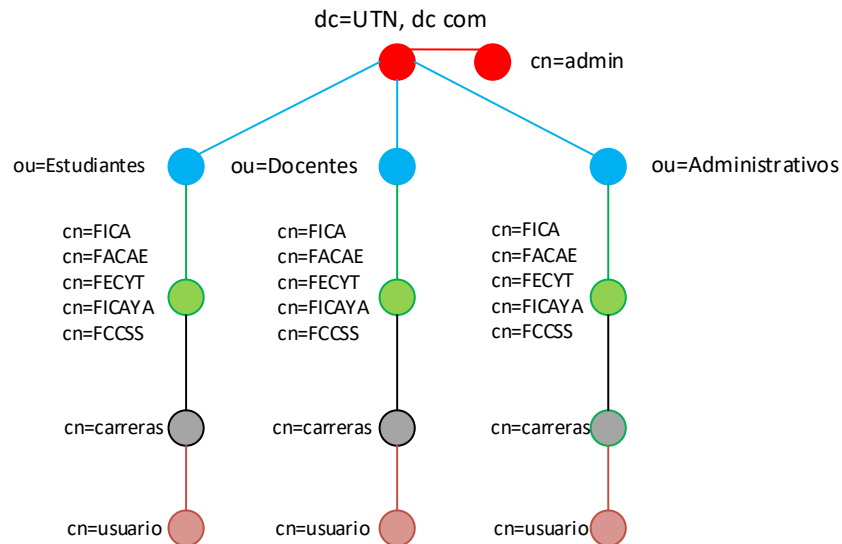 dc=UTN, dc com
cn=admin
ou=Estudiantes
ou=Docentes
ou=Administrativos
cn=FICA
cn=FACAE
cn=FECYT
cn=FICAYA
cn=FCCSS
cn=FICA
cn=FACAE
cn=FECYT
cn=FICAYA
cn=FCCSS
cn=FICA
cn=FACAE
cn=FECYT
cn=FICAYA
cn=FCCSS
cn=carreras
cn=carreras
cn=carreras
cn=usuario
cn=usuario
cn=usuario